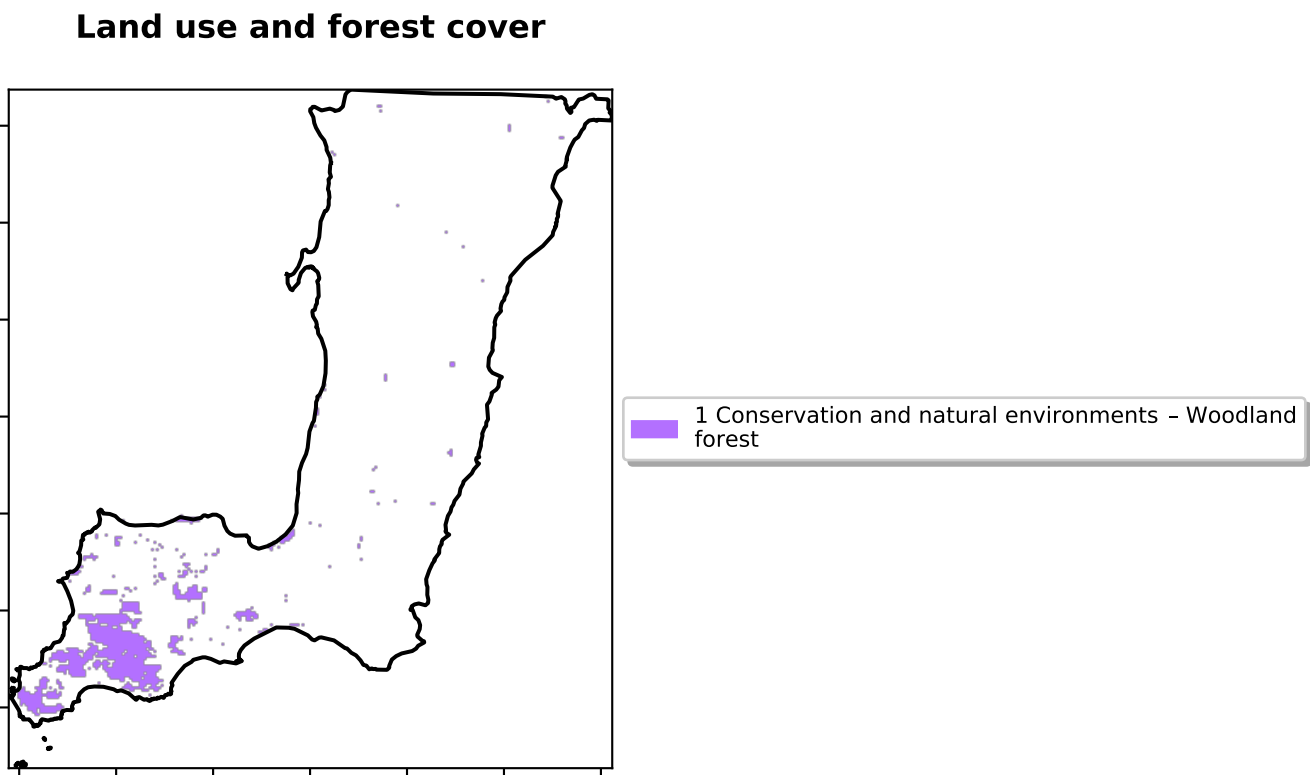 Land use and forest cover
1 Conservation and natural environments – Woodland
forest